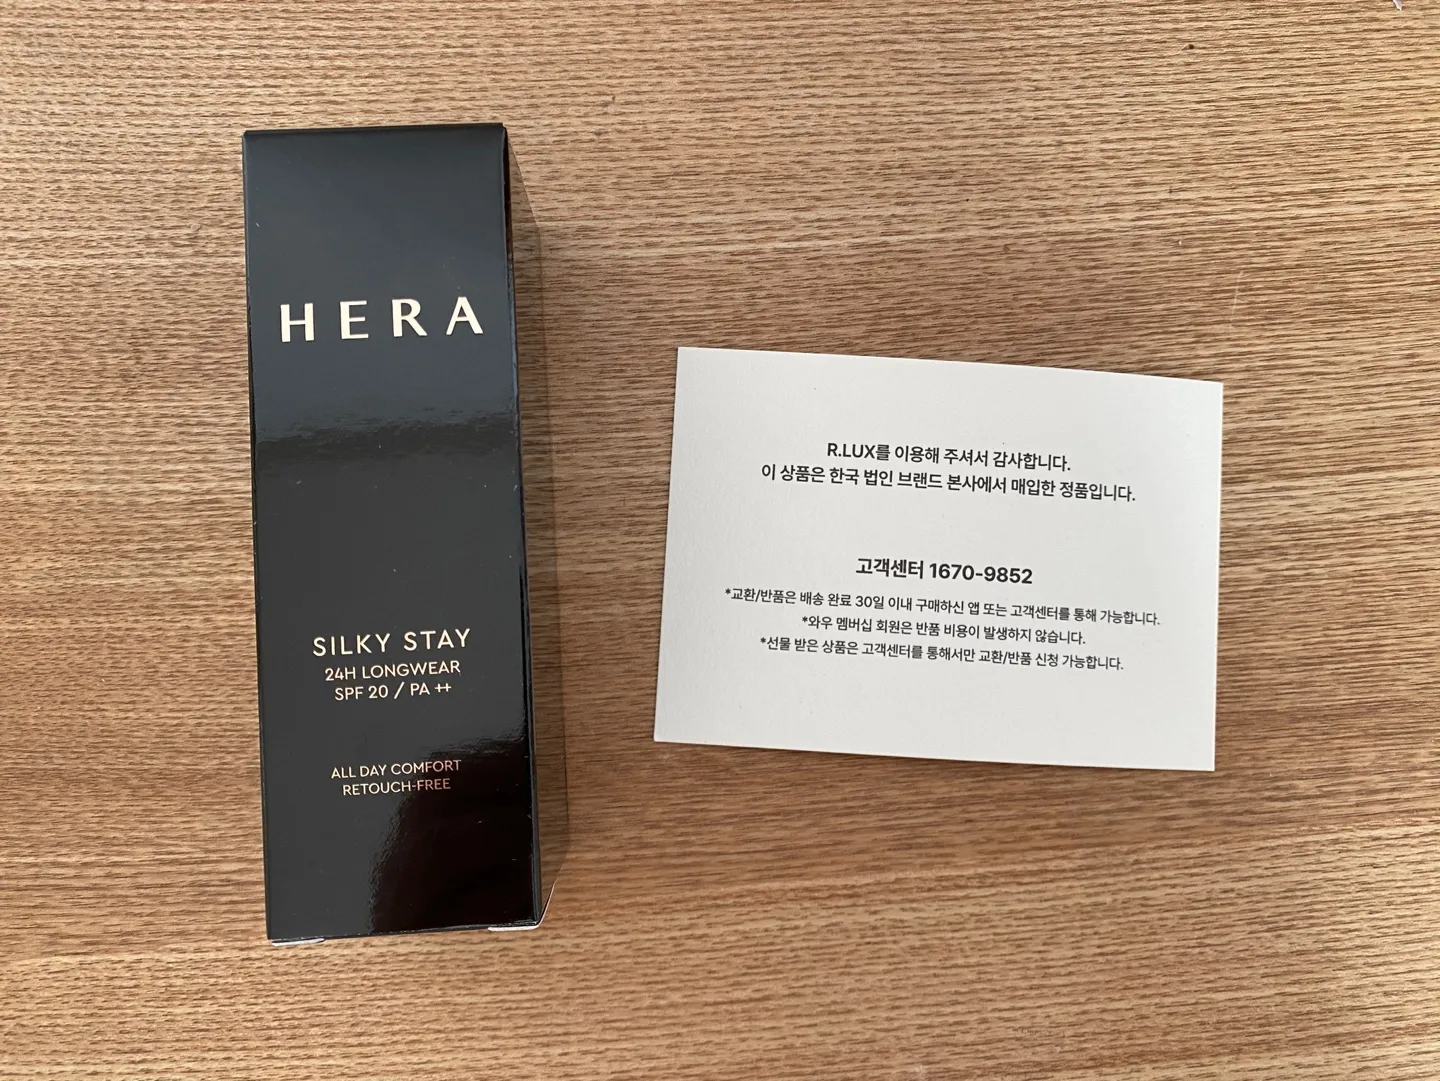 HERA
SILKY STAY
24H LONGWEAR
SPF 20 / PA ++
ALL DAY COMFORT
RETOUCH-FREE
R.LUX를 이용해 주셔서 감사합니다.
이 상품은 한국 법인 브랜드 본사에서 매입한 정품입니다.
고객센터 1670-9852
*교환/반품은 배송 완료 30일 이내 구매하신 앱 또는 고객센터를 통해 가능합니다.
*와우 멤버십 회원은 반품 비용이 발생하지 않습니다.
*선물 받은 상품은 고객센터를 통해서만 교환/반품 신청 가능합니다.